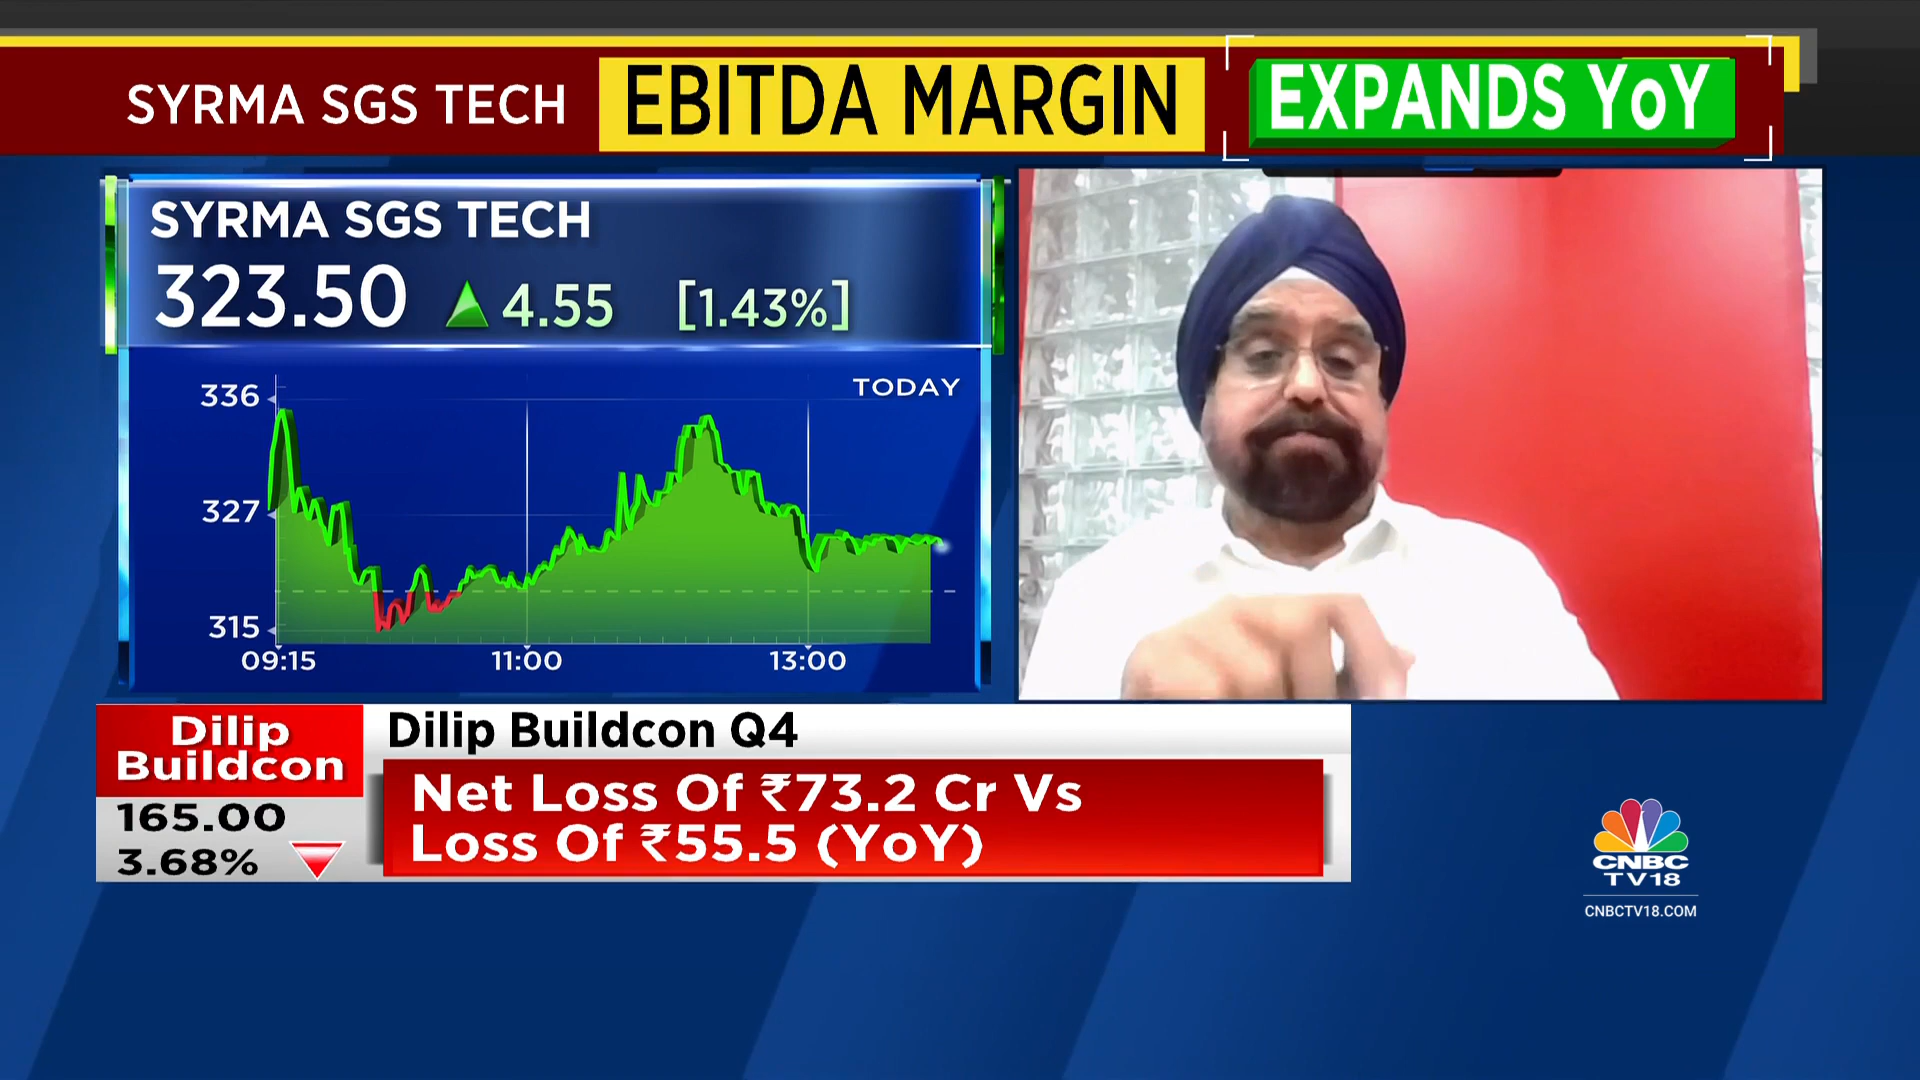 SYRMA SGS TECH EBITDA MARGIN EXPANDS YoY
SYRMA SGS TECH
323.50 4.55 [1.43%]
TODAY
336
327
315
09:15 11:00 13:00
Dilip
Buildcon
165.00
3.68%
Dilip Buildcon Q4
Net Loss Of ₹73.2 Cr Vs
Loss Of ₹55.5 (YoY)
CNBC
TV18
CNBCTV18.COM